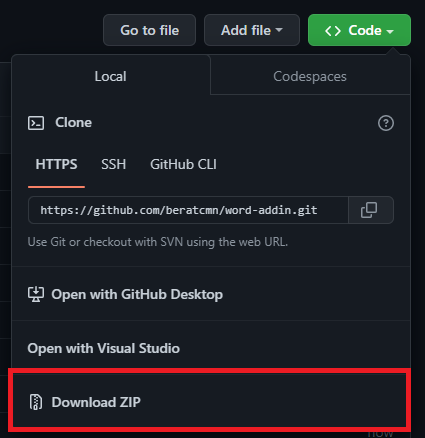 Go to file
Add file
Code
Local
Codespaces
Clone
HTTPS
SSH
GitHub CLI
https://github.com/beratcmn/word-addin.git
Use Git or checkout with SVN using the web URL.
Open with GitHub Desktop
Open with Visual Studio
Download ZIP
now